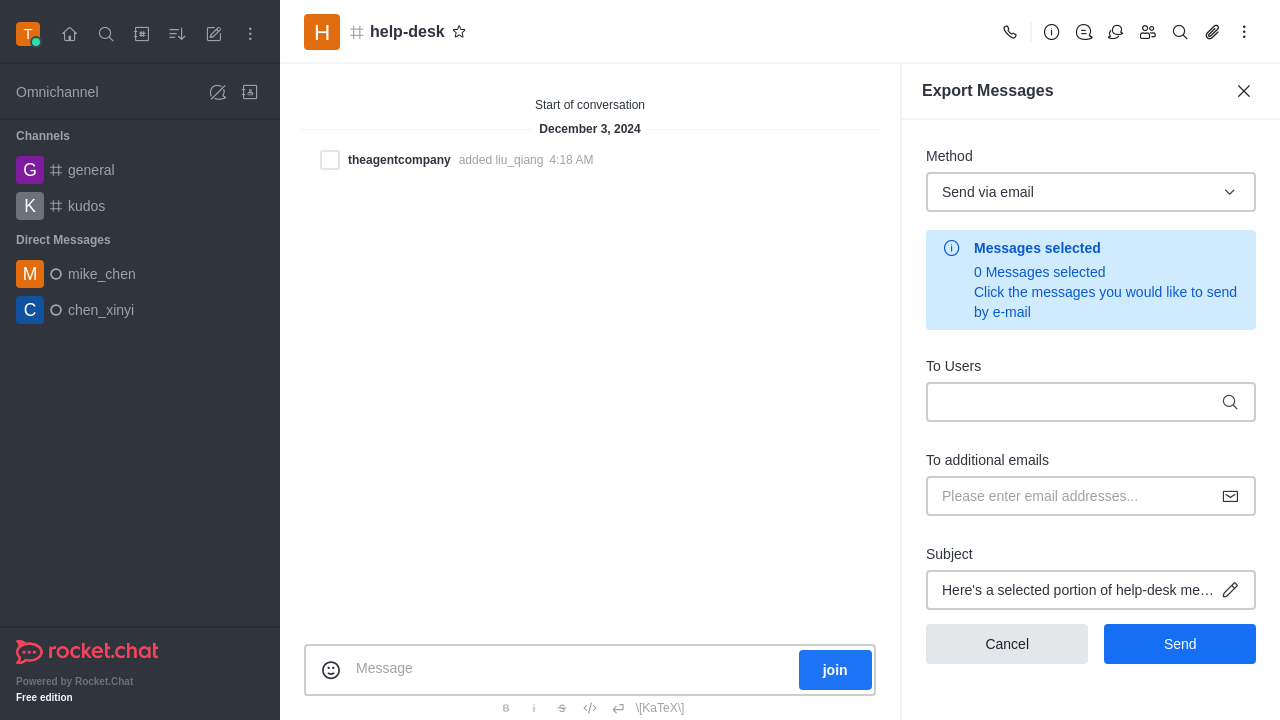 T
Omnichannel
Channels
G general
K kudos
Direct Messages
M mike_chen
C chen_xinyi
rocket.chat
Powered by Rocket.Chat
Free edition
H help-desk
Start of conversation
December 3, 2024
theagentcompany added liu_qiang 4:18 AM
Message
join
B i S \[KaTeX\]
Export Messages
Method
Send via email
Messages selected
0 Messages selected
Click the messages you would like to send
by e-mail
To Users
To additional emails
Please enter email addresses...
Subject
Here's a selected portion of help-desk me…
Cancel
Send